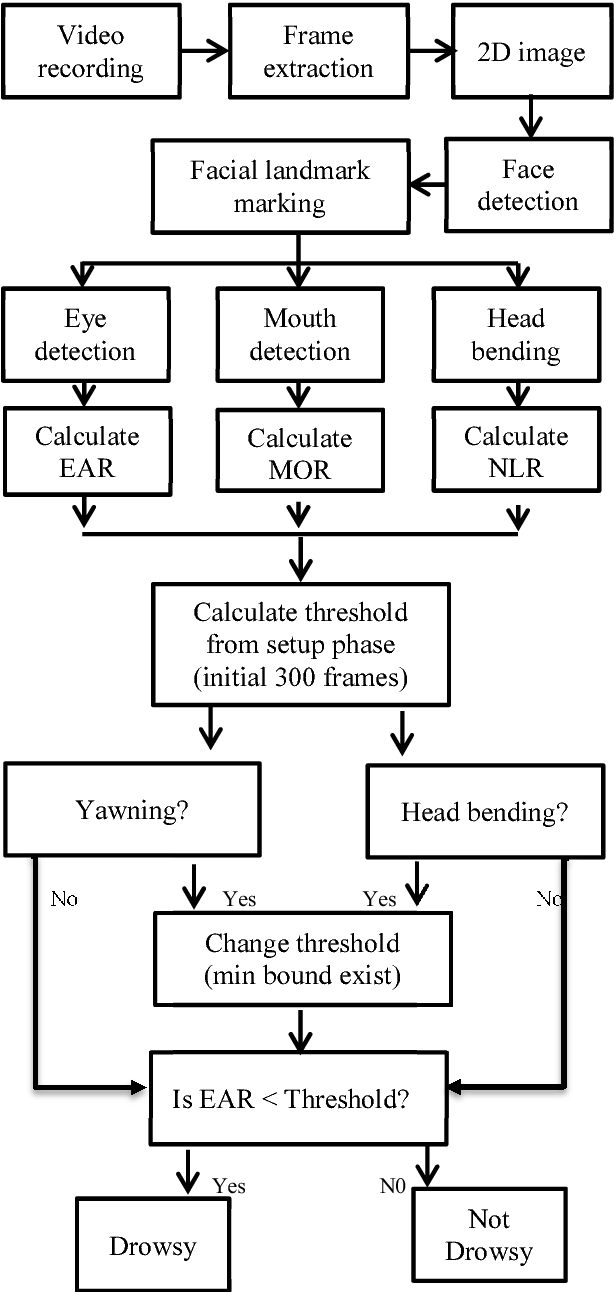 Video
recording
Frame
extraction
2D image
Facial landmark
marking
Face
detection
Eye
detection
Mouth
detection
Head
bending
Calculate
EAR
Calculate
MOR
Calculate
NLR
Calculate threshold
from setup phase
(initial 300 frames)
Yawning?
Head bending?
No
Yes
Yes
No
Change threshold
(min bound exist)
Is EAR < Threshold?
Yes
N0
Drowsy
Not
Drowsy